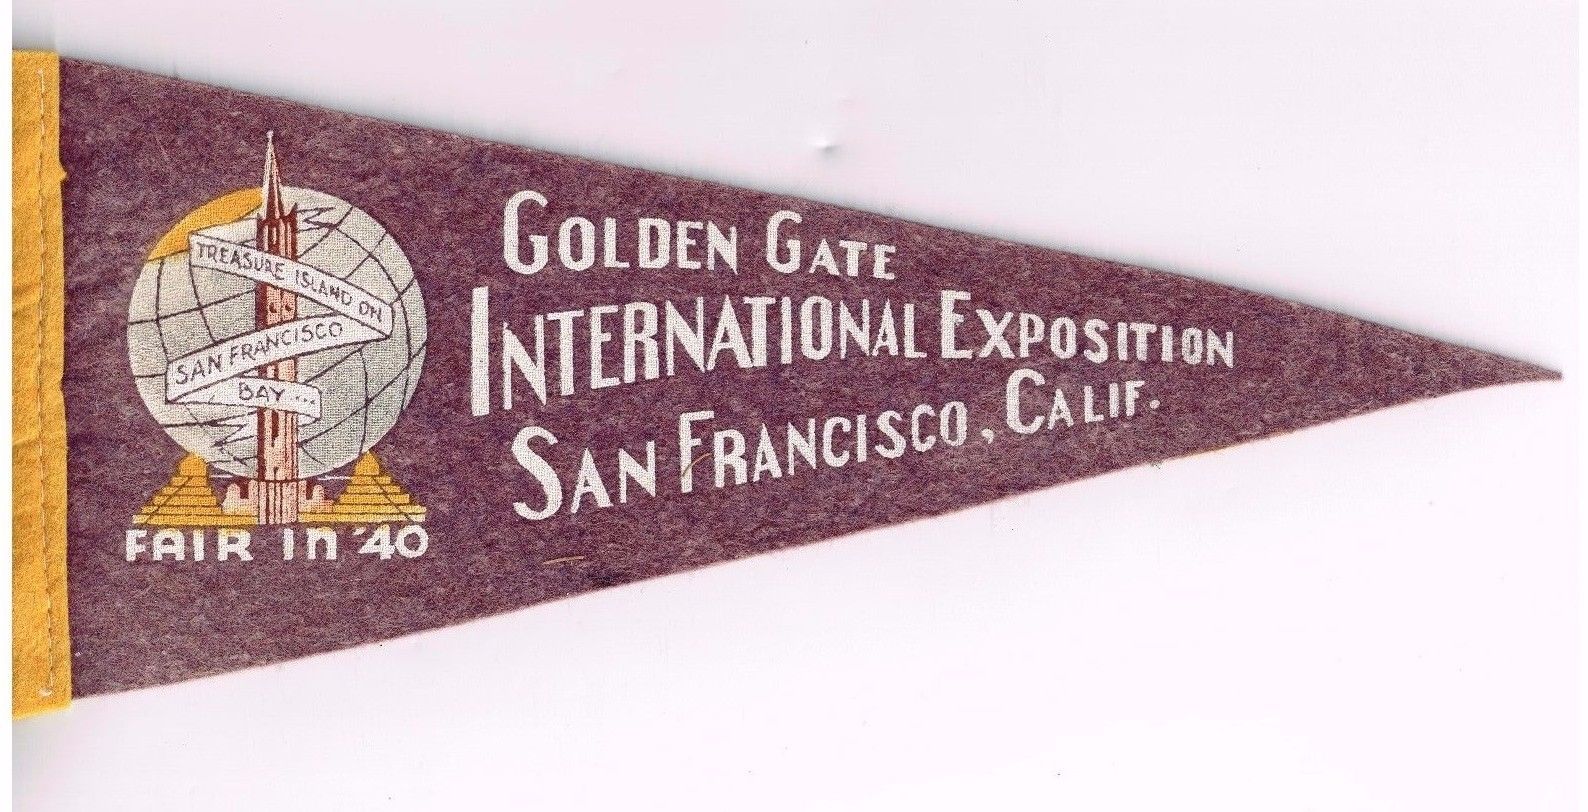 TREASURE ISLAND ON
SAN FRANCISCO
BAY...
FAIR IN '40
GOLDEN GATE
INTERNATIONAL EXPOSITION
SAN FRANCISCO, CALIF.